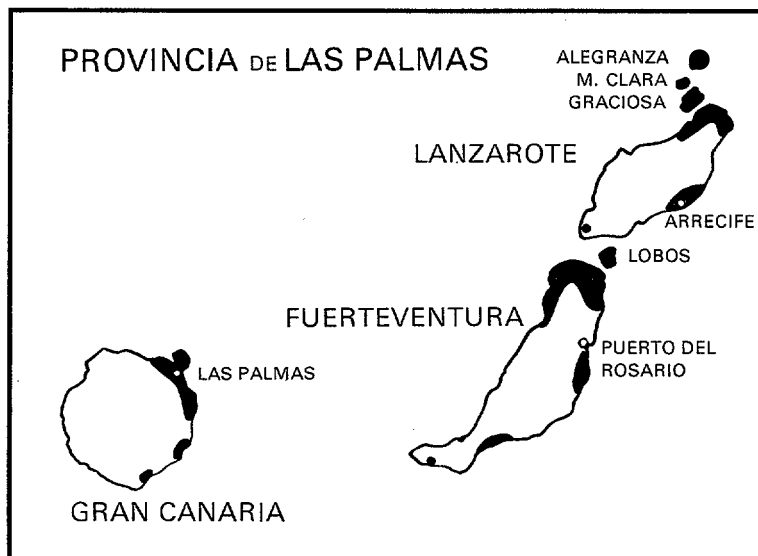 PROVINCIA DE LAS PALMAS
ALEGRANZA
M. CLARA
GRACIOSA
LANZAROTE
ARRECIFE
LOBOS
FUERTEVENTURA
PUERTO DEL
ROSARIO
LAS PALMAS
GRAN CANARIA